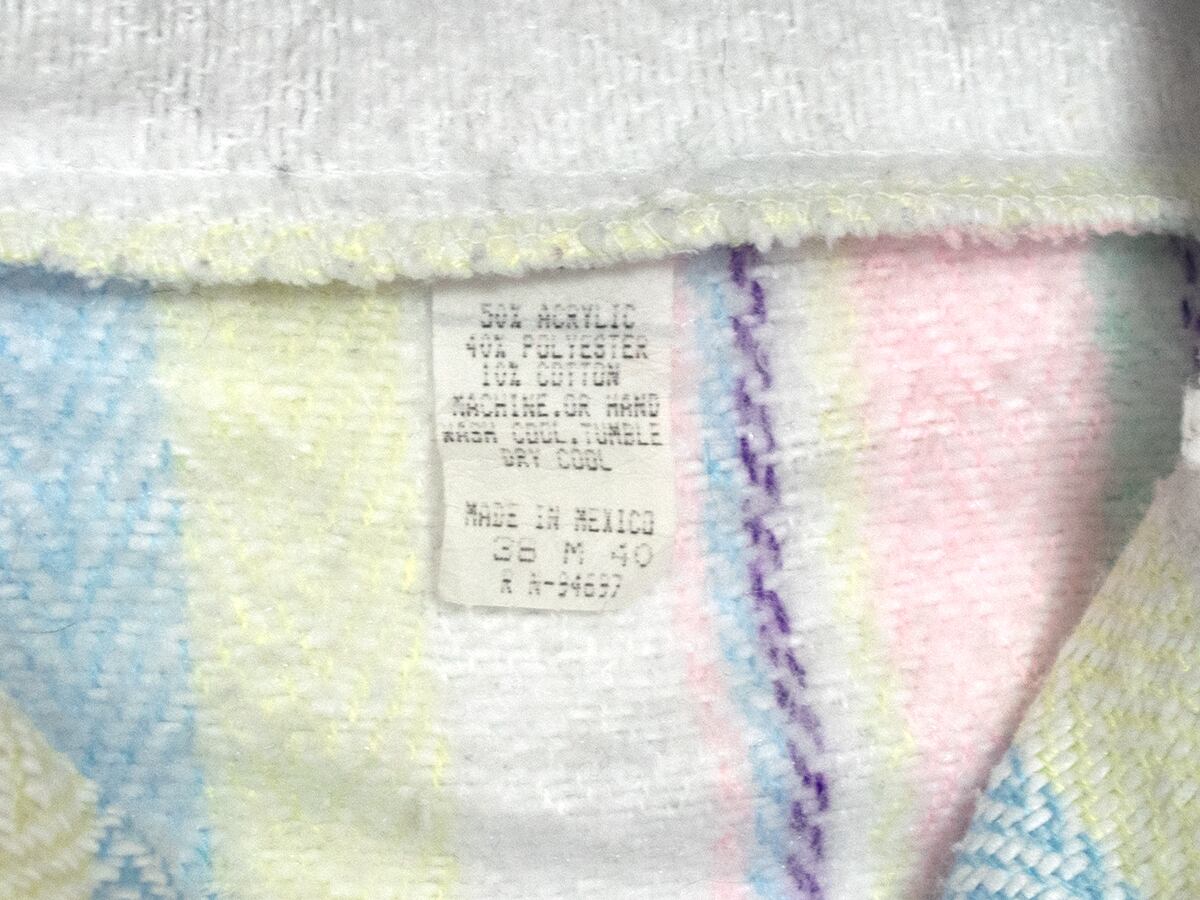 50% ACRYLIC
40% POLYESTER
10% COTTON
MACHINE.OR HAND
WASH COOL.TUMBLE
DRY COOL
MADE IN MEXICO
38 M 40
R N-94697